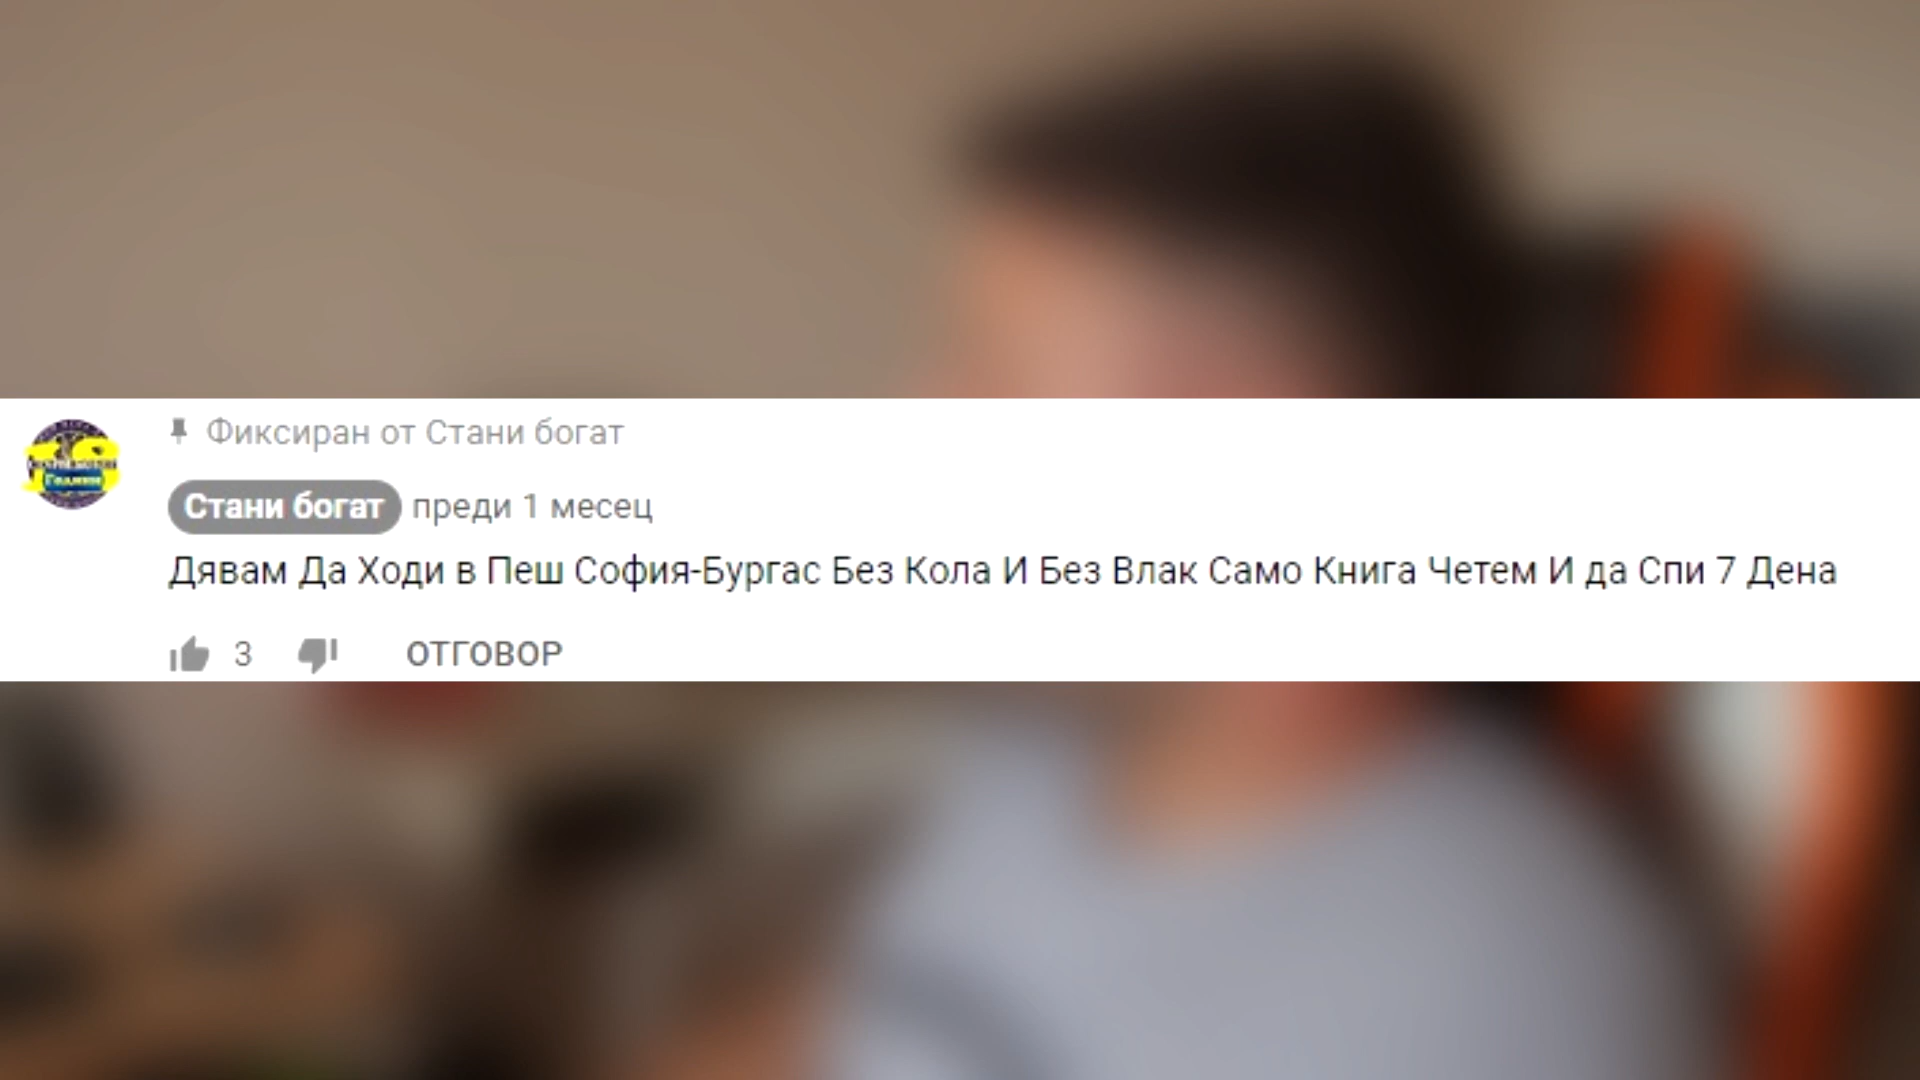 Фиксиран от Стани богат
Стани богат преди 1 месец
Дявам Да Ходи в Пеш София-Бургас Без Кола И Без Влак Само Книга Четем И да Спи 7 Дена
3 ОТГОВОР